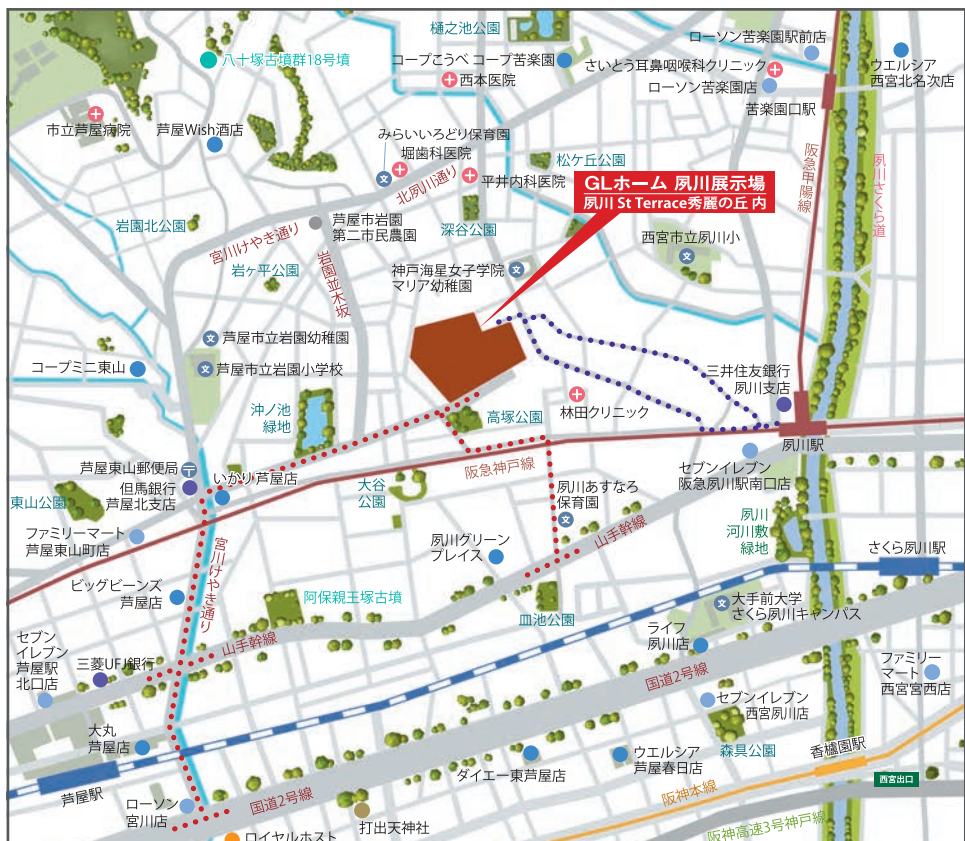 樋之池公園
ローソン苦楽園駅前店
八十塚古墳群18号墳
コープこうべ コープ苦楽園
さいとう耳鼻咽喉科クリニック
ウエルシア
西宮北名次店
西本医院
ローソン苦楽園店
苦楽園口駅
市立芦屋病院
芦屋Wish酒店
みらいいろどり保育園
堀歯科医院
北夙川通り
平井内科医院
松ケ丘公園
阪急甲陽線
夙川さくら道
GLホーム 夙川展示場
夙川 St Terrace秀麗の丘 内
岩園北公園
宮川けやき通り
芦屋市岩園
第二市民農園
深谷公園
西宮市立夙川小
岩ヶ平公園
岩園並木坂
神戸海星女子学院
マリア幼稚園
芦屋市立岩園幼稚園
コープミニ東山
芦屋市立岩園小学校
三井住友銀行
夙川支店
沖ノ池
緑地
高塚公園
林田クリニック
夙川駅
阪急神戸線
芦屋東山郵便局
但馬銀行
芦屋北支店
いかり 芦屋店
大谷
公園
セブンイレブン
阪急夙川駅南口店
東山公園
夙川あすなろ
保育園
夙川
河川敷
緑地
ファミリーマート
芦屋東山町店
宮川けやき通り
夙川グリーン
プレイス
山手幹線
さくら夙川駅
ビッグビーンズ
芦屋店
阿保親王塚古墳
皿池公園
大手前大学
さくら夙川キャンパス
セブン
イレブン
芦屋駅
北口店
三菱UFJ銀行
山手幹線
ライフ
夙川店
国道2号線
ファミリー
マート
西宮宮西店
セブンイレブン
西宮夙川店
大丸
芦屋店
森具公園
香櫨園駅
ダイエー東芦屋店
ウエルシア
芦屋春日店
西宮出口
芦屋駅
ローソン
宮川店
国道2号線
阪神本線
打出天神社
阪神高速3号神戸線
ロイヤルホスト